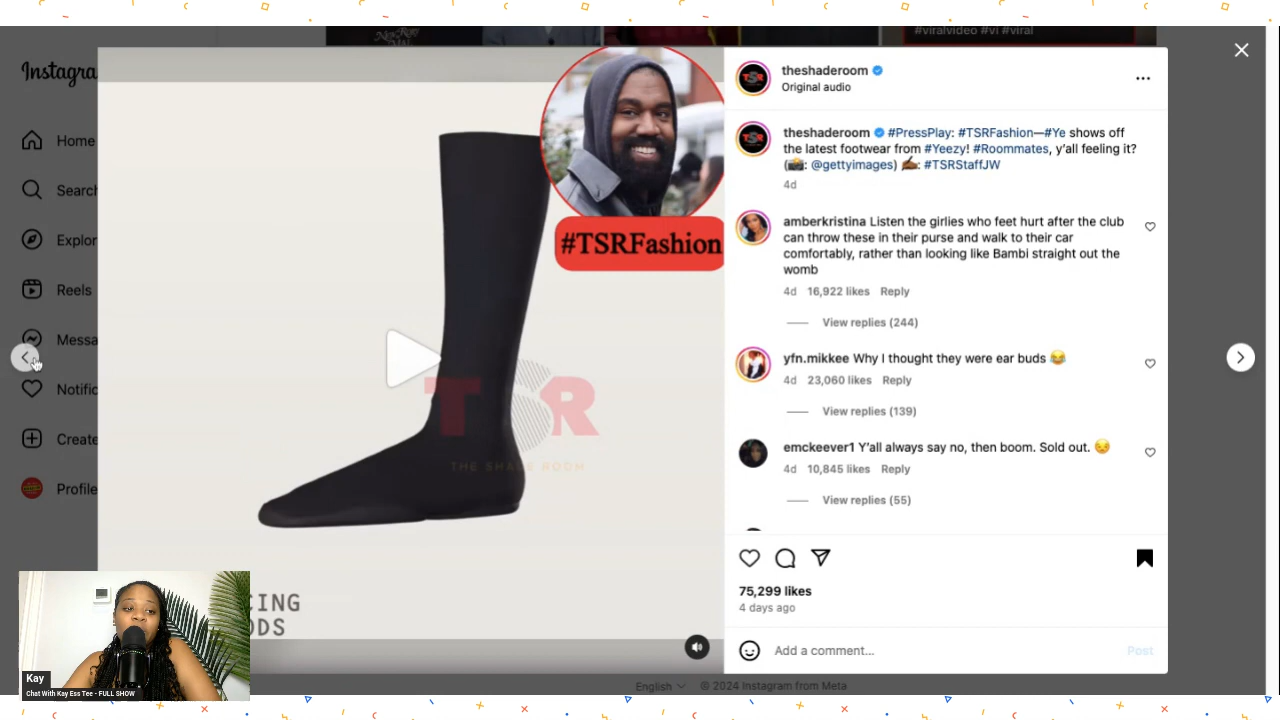 #viralvideo #vi #viral
Instagra
Home
Search
Explor
Reels
Messa
Notific
Create
Profile
#TSRFashion
TSR
THE SHADE ROOM
CING
ODS
theshaderoom
Original audio
theshaderoom #PressPlay: #TSRFashion—#Ye shows off
the latest footwear from #Yeezy! #Roommates, y'all feeling it?
(📸: @gettyimages) ✍🏾: #TSRStaffJW
4d
amberkristina Listen the girlies who feet hurt after the club
can throw these in their purse and walk to their car
comfortably, rather than looking like Bambi straight out the
womb
4d 16,922 likes Reply
View replies (244)
yfn.mikkee Why I thought they were ear buds 😂
4d 23,060 likes Reply
View replies (139)
emckeever1 Y'all always say no, then boom. Sold out. 😒
4d 10,845 likes Reply
View replies (55)
75,299 likes
4 days ago
Add a comment...
Post
English © 2024 Instagram from Meta
Kay
Chat With Kay Ess Tee - FULL SHOW